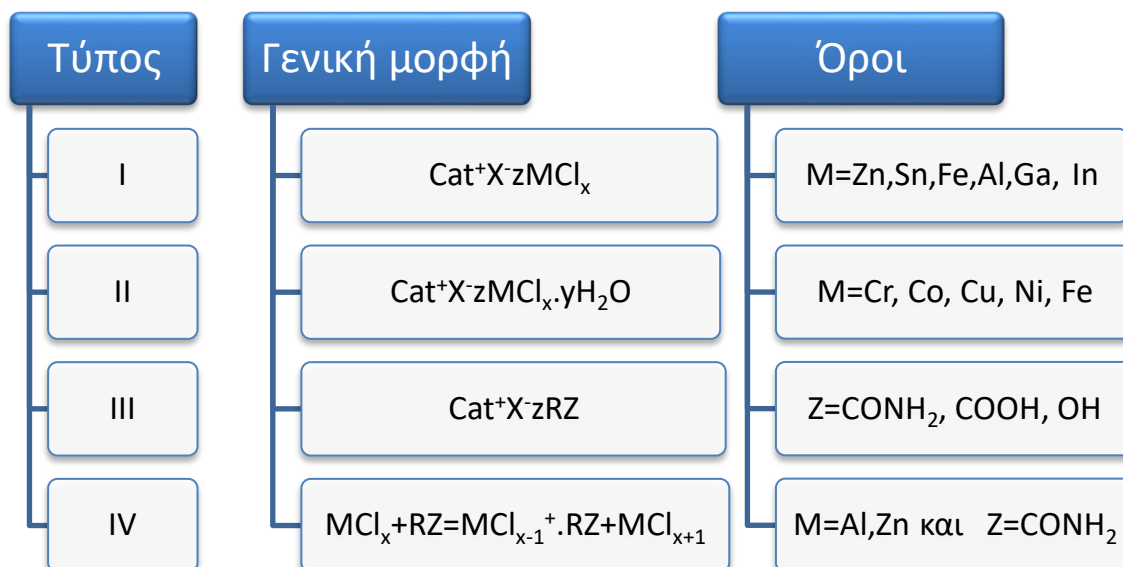 Τύπος Γενική μορφή Όροι
I Cat⁺X⁻zMClₓ M=Zn,Sn,Fe,Al,Ga, In
II Cat⁺X⁻zMClₓ.yH₂O M=Cr, Co, Cu, Ni, Fe
III Cat⁺X⁻zRZ Z=CONH₂, COOH, OH
IV MClₓ+RZ=MClₓ₋₁⁺.RZ+MClₓ₊₁ M=Al,Zn και Z=CONH₂